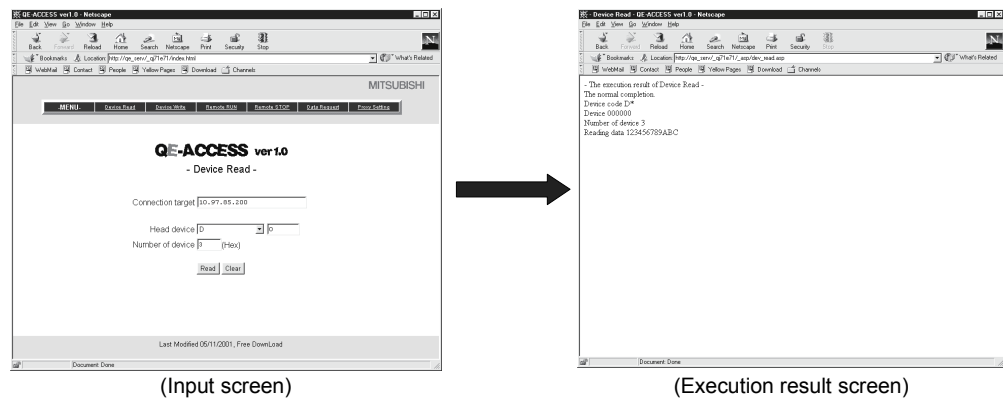 QE-ACCESS ver1.0 - Netscape
File Edit View Go Window Help
Back Forward Reload Home Search Netscape Print Security Stop
Bookmarks Location: http://qe_serv/_qj71e71/index.html What's Related
WebMail Contact People Yellow Pages Download Channels
MITSUBISHI
-MENU- Device Read Device Write Remote RUN Remote STOP Data Request Proxy Setting
QE-ACCESS ver 1.0
- Device Read -
Connection target 10.97.85.200
Head device D 0
Number of device 3 (Hex)
Read Clear
Last Modified 05/11/2001, Free DownLoad
Document: Done
(Input screen)
- Device Read - QE-ACCESS ver1.0 - Netscape
File Edit View Go Window Help
Back Forward Reload Home Search Netscape Print Security Stop
Bookmarks Location: http://qe_serv/_qj71e71/_asp/dev_read.asp What's Related
WebMail Contact People Yellow Pages Download Channels
- The execution result of Device Read -
The normal completion.
Device code D*
Device 000000
Number of device 3
Reading data 123456789ABC
Document: Done
(Execution result screen)